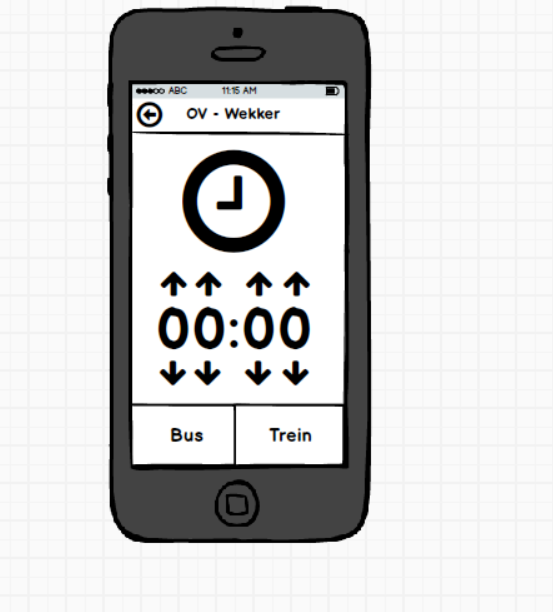 ABC 11:15 AM
OV - Wekker
00:00
Bus Trein